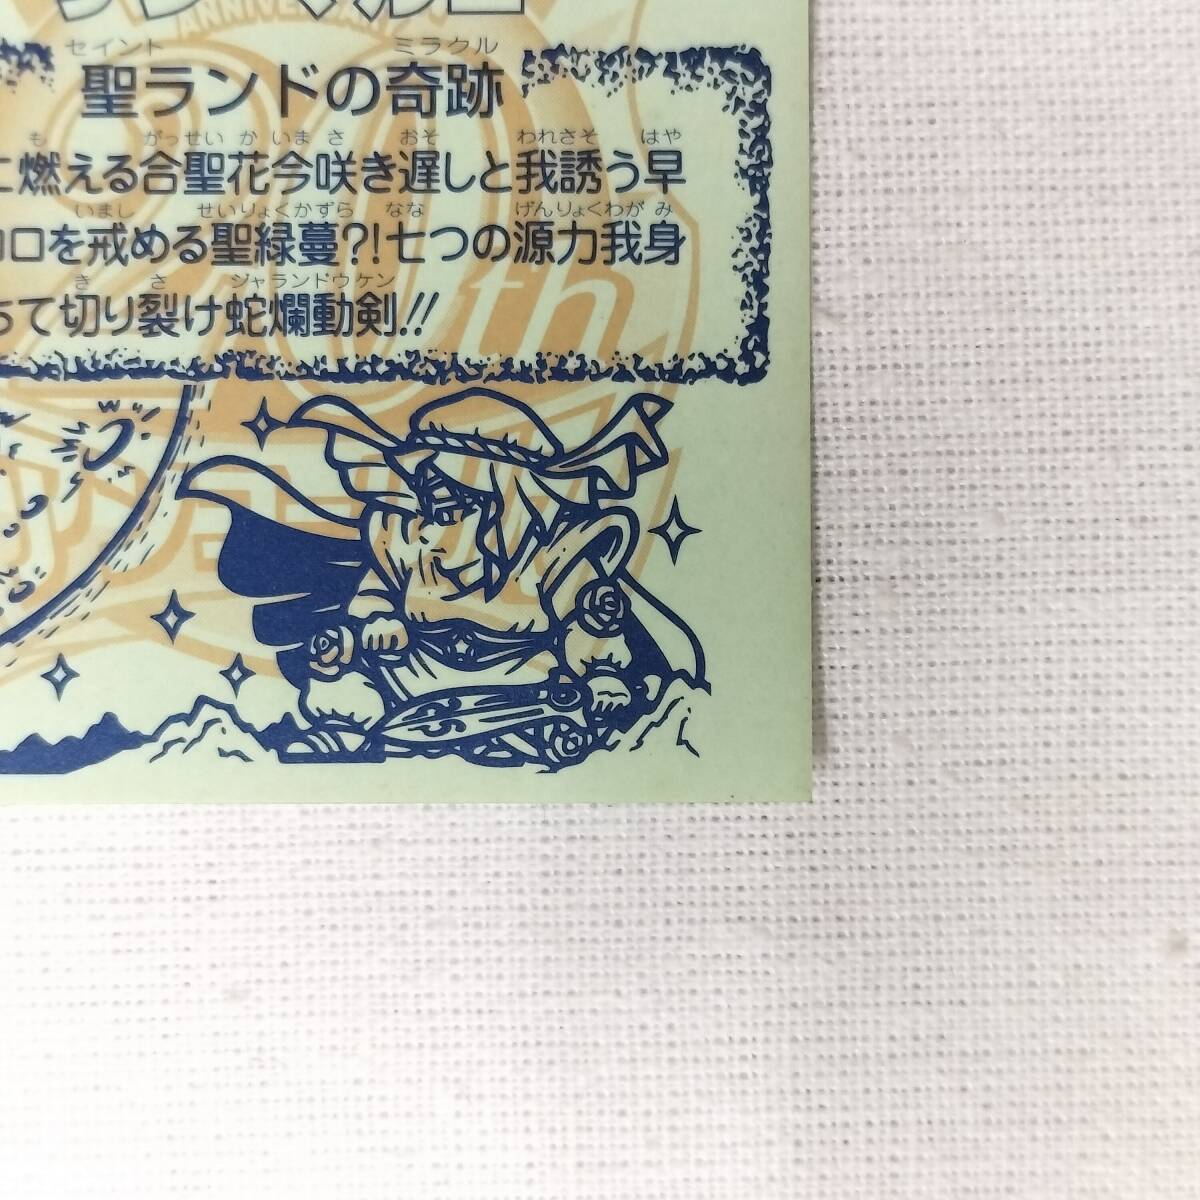 ANNIVERSARY
セイント ミラクル
聖ランドの奇跡
も がっせい か いま さ おそ われさそ はや
に燃える合聖花今咲き遅しと我誘う早
いまし せいりょくかずら なな げんりょくわがみ
コロを戒める聖緑蔓?!七つの源力我身
き さ ジャランドウケン
って切り裂け蛇爛動剣!!
20th